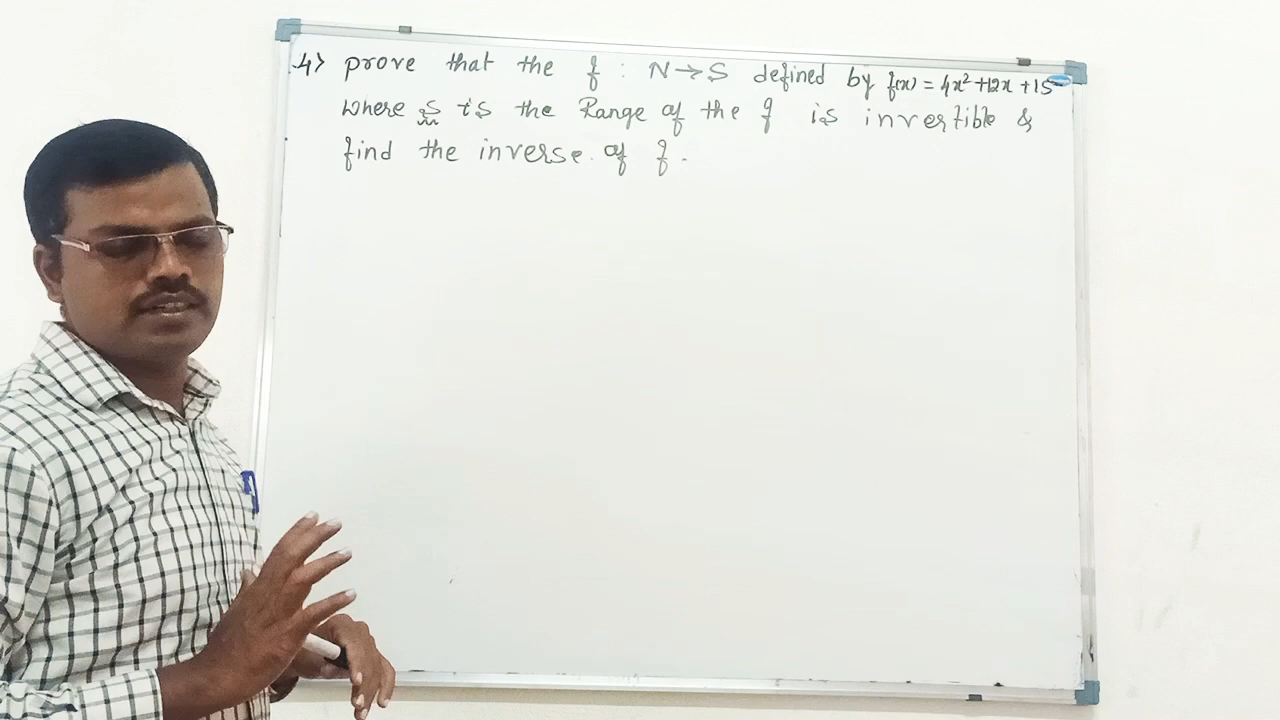 4) prove that the f : N→S defined by f(x) = 4x² +12x +15
Where S is the Range of the f is invertible &
find the inverse. of f.